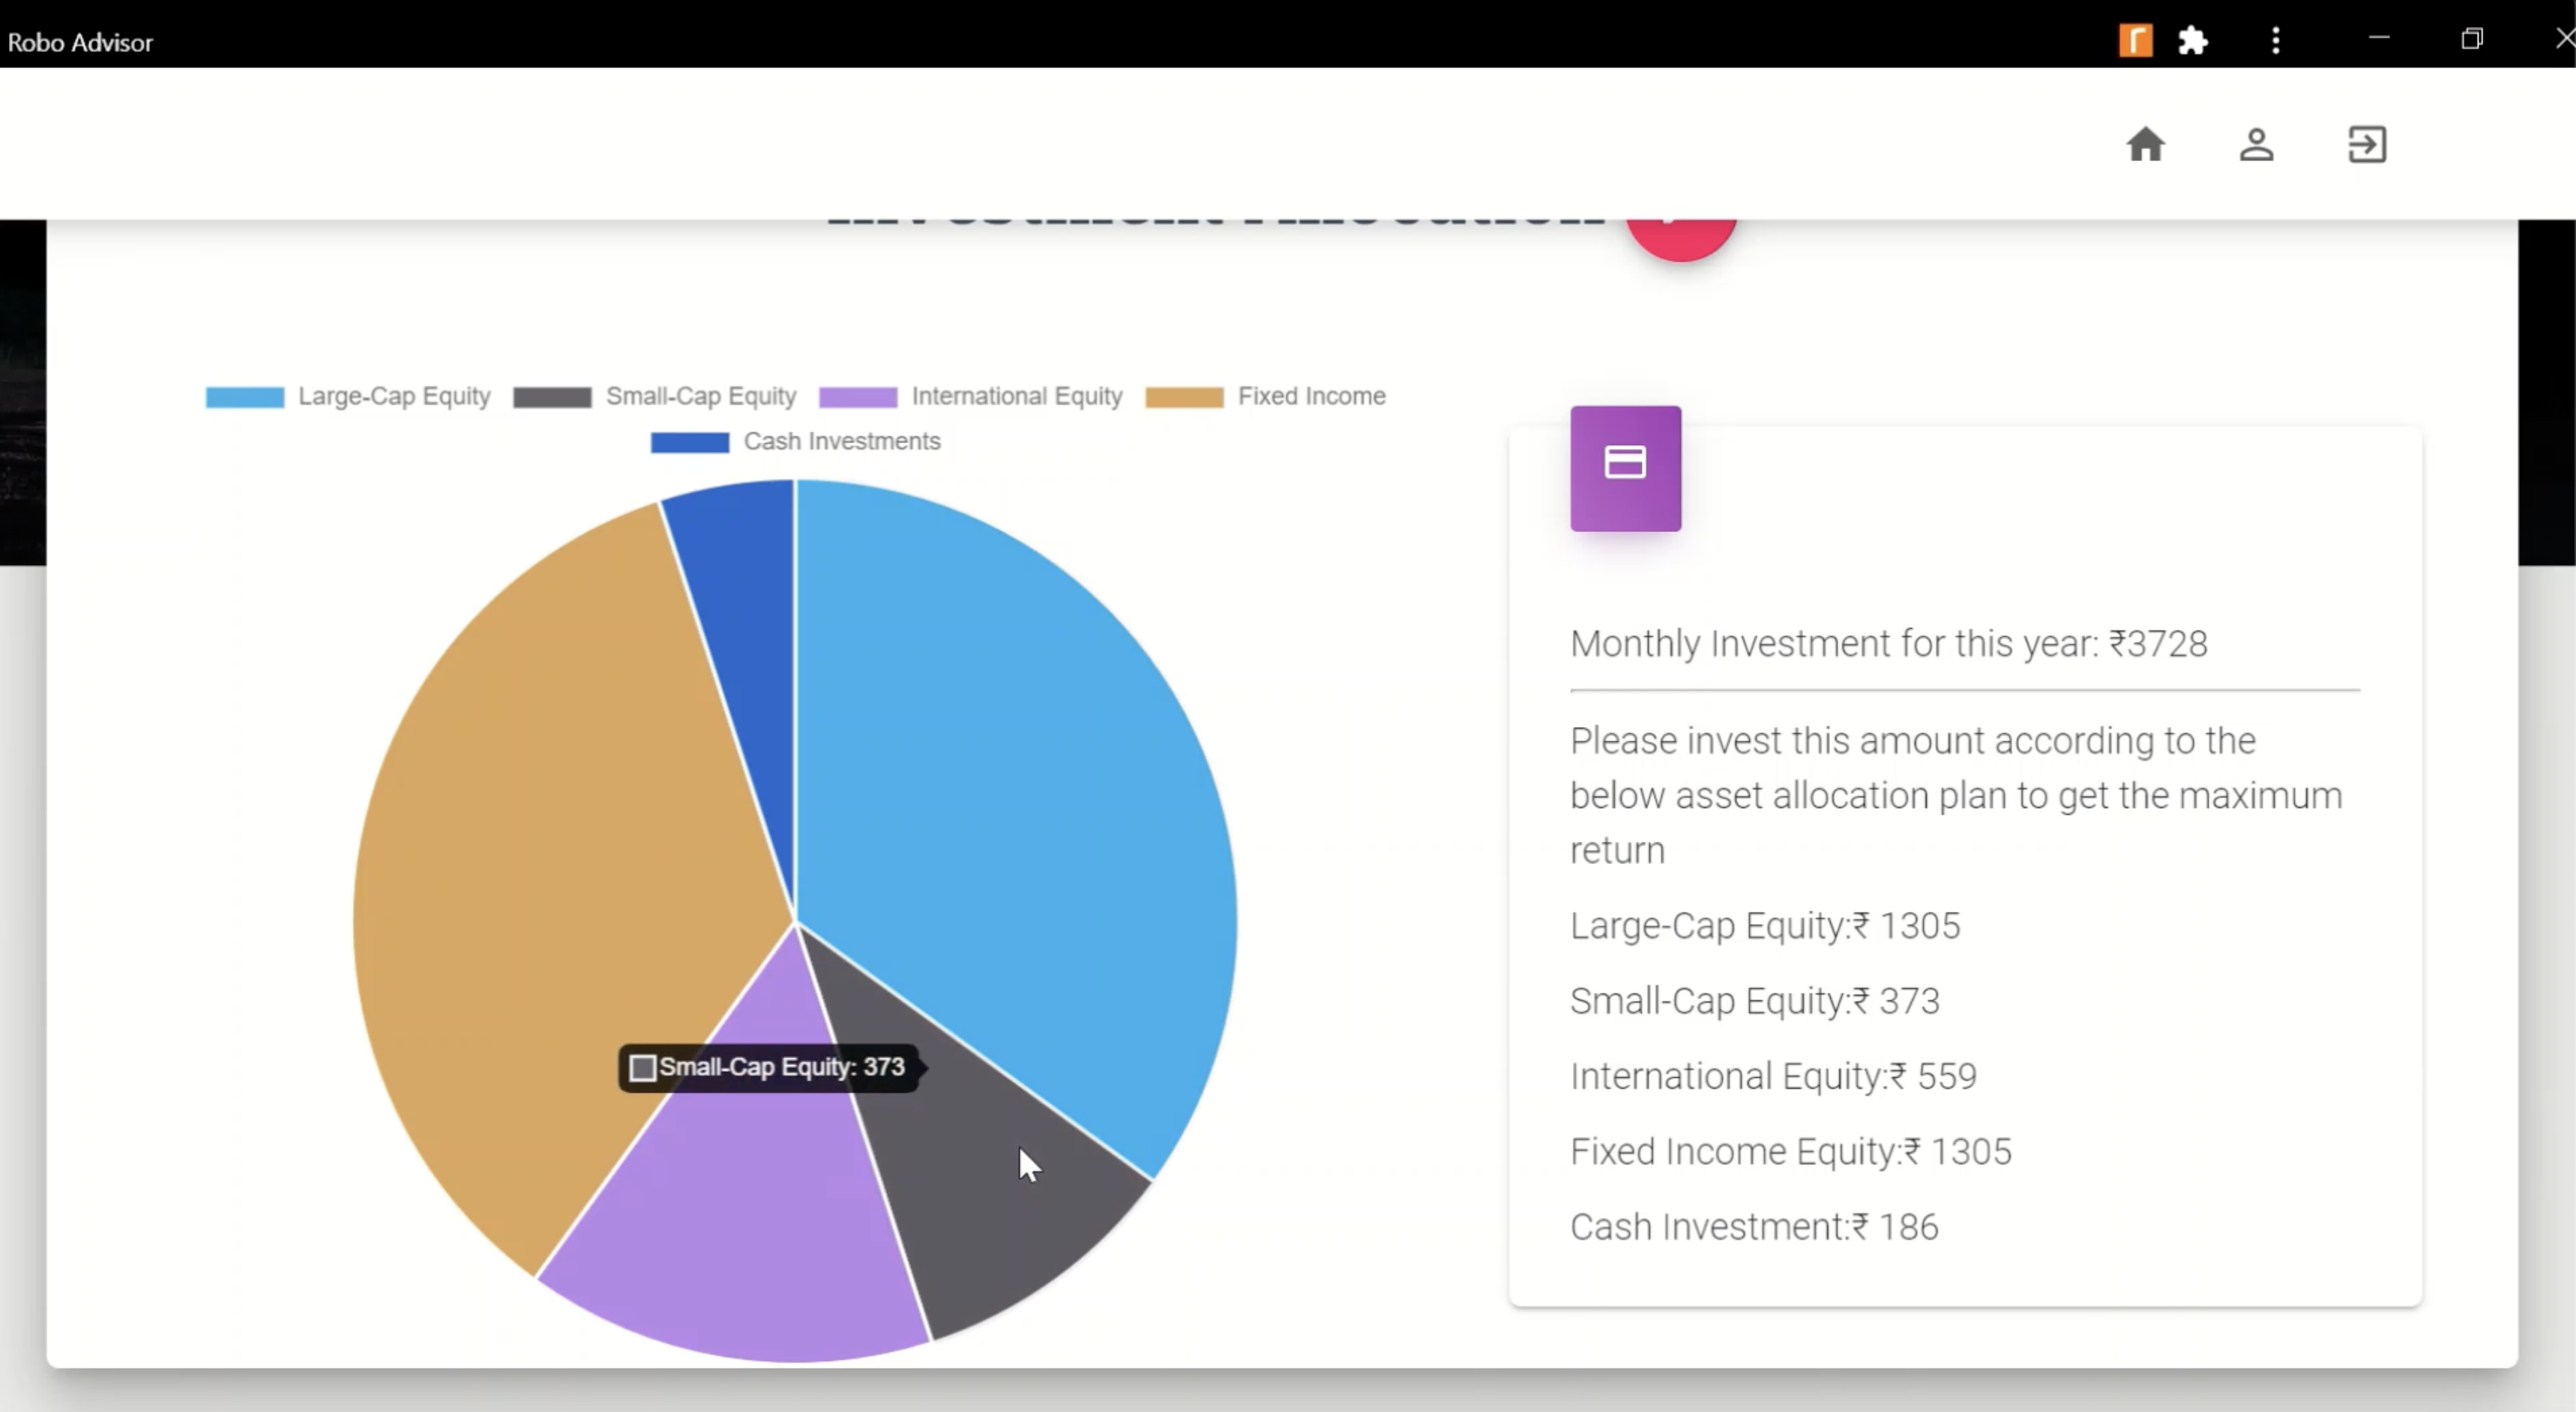 Robo Advisor
Investment Allocation
Large-Cap Equity Small-Cap Equity International Equity Fixed Income
Cash Investments
Small-Cap Equity: 373
Monthly Investment for this year: ₹3728
Please invest this amount according to the
below asset allocation plan to get the maximum
return
Large-Cap Equity:₹ 1305
Small-Cap Equity:₹ 373
International Equity:₹ 559
Fixed Income Equity:₹ 1305
Cash Investment:₹ 186